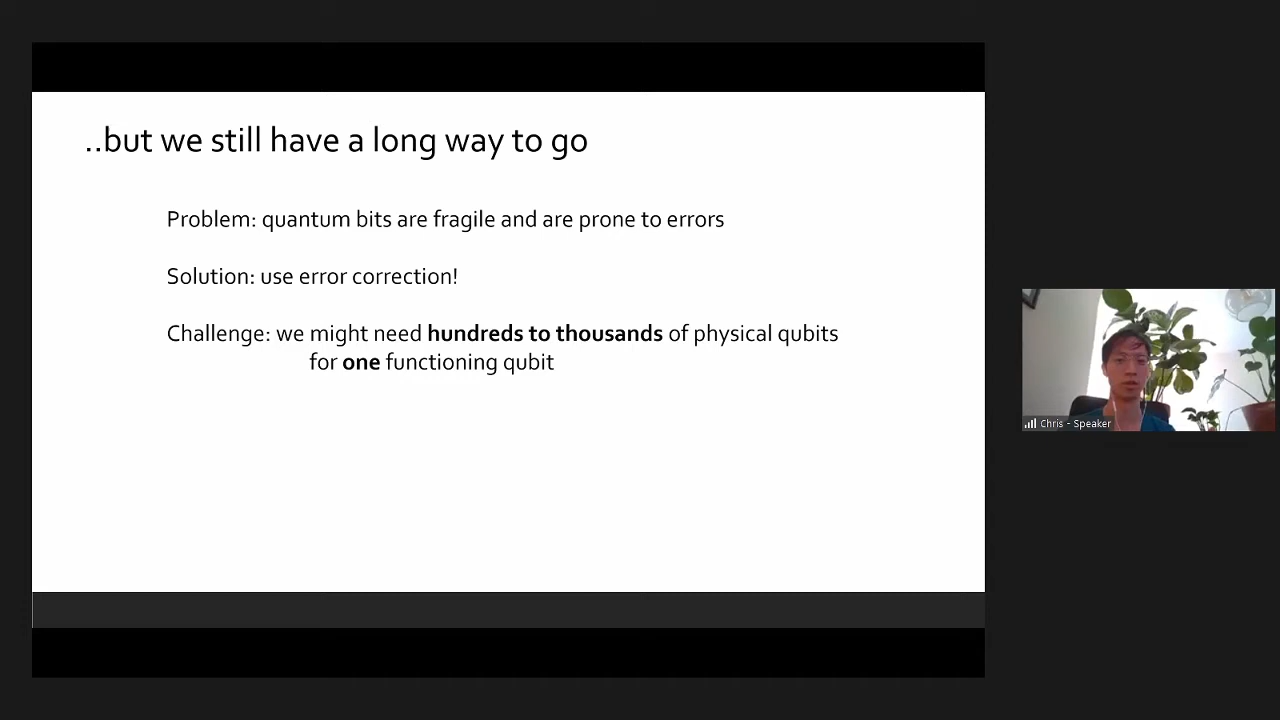 ..but we still have a long way to go
Problem: quantum bits are fragile and are prone to errors
Solution: use error correction!
Challenge: we might need hundreds to thousands of physical qubits
for one functioning qubit
Chris - Speaker